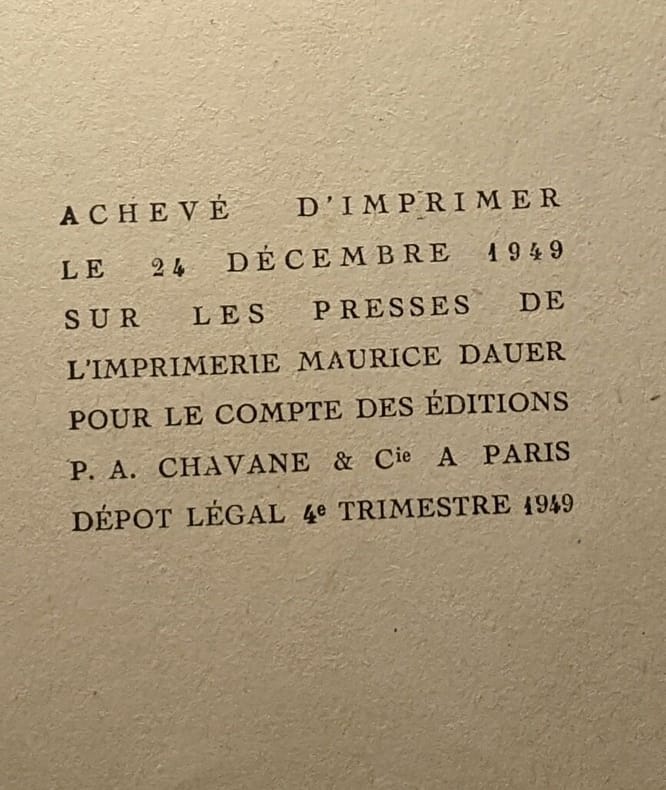 ACHEVÉ D'IMPRIMER
LE 24 DÉCEMBRE 1949
SUR LES PRESSES DE
L'IMPRIMERIE MAURICE DAUER
POUR LE COMPTE DES ÉDITIONS
P. A. CHAVANE & Cie A PARIS
DÉPOT LÉGAL 4e TRIMESTRE 1949